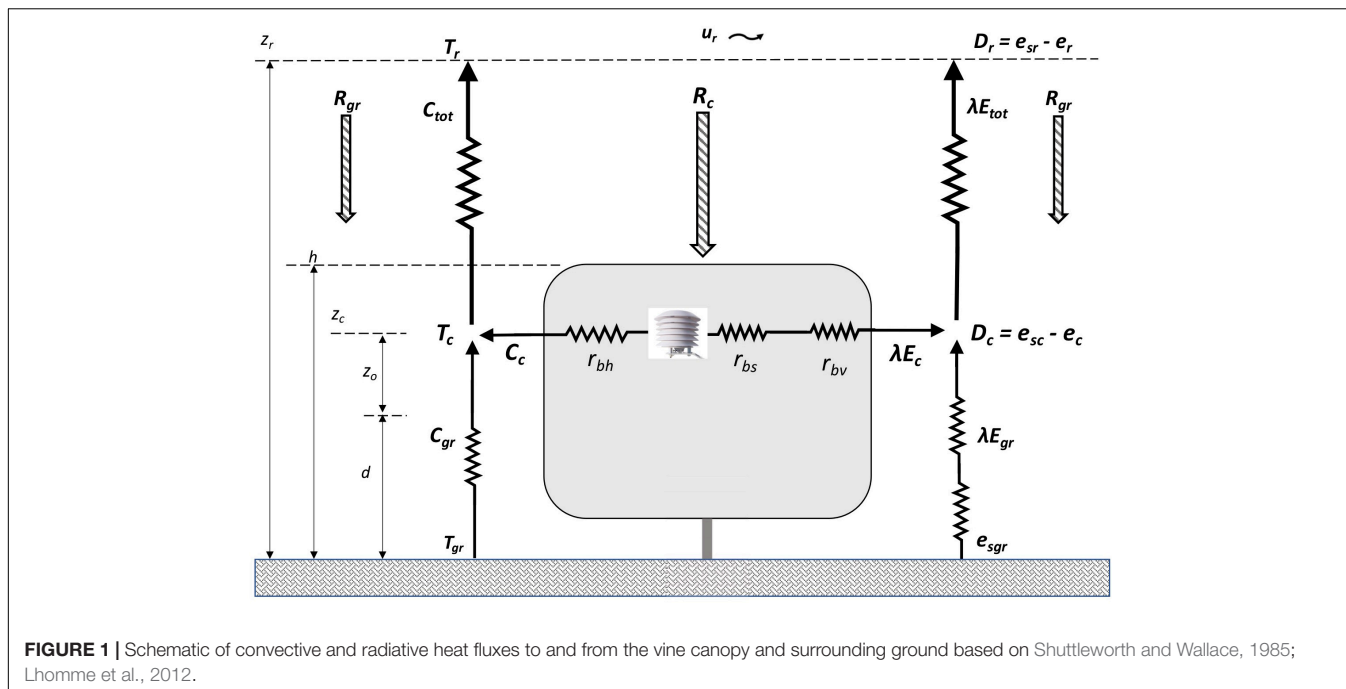 z_r
T_r
u_r
D_r = e_sr - e_r
R_gr
C_tot
R_c
λE_tot
R_gr
h
z_c
T_c
C_c
r_bh
r_bs
r_bv
λE_c
D_c = e_sc - e_c
z_o
C_gr
λE_gr
d
T_gr
e_sgr
FIGURE 1 | Schematic of convective and radiative heat fluxes to and from the vine canopy and surrounding ground based on Shuttleworth and Wallace, 1985;
Lhomme et al., 2012.